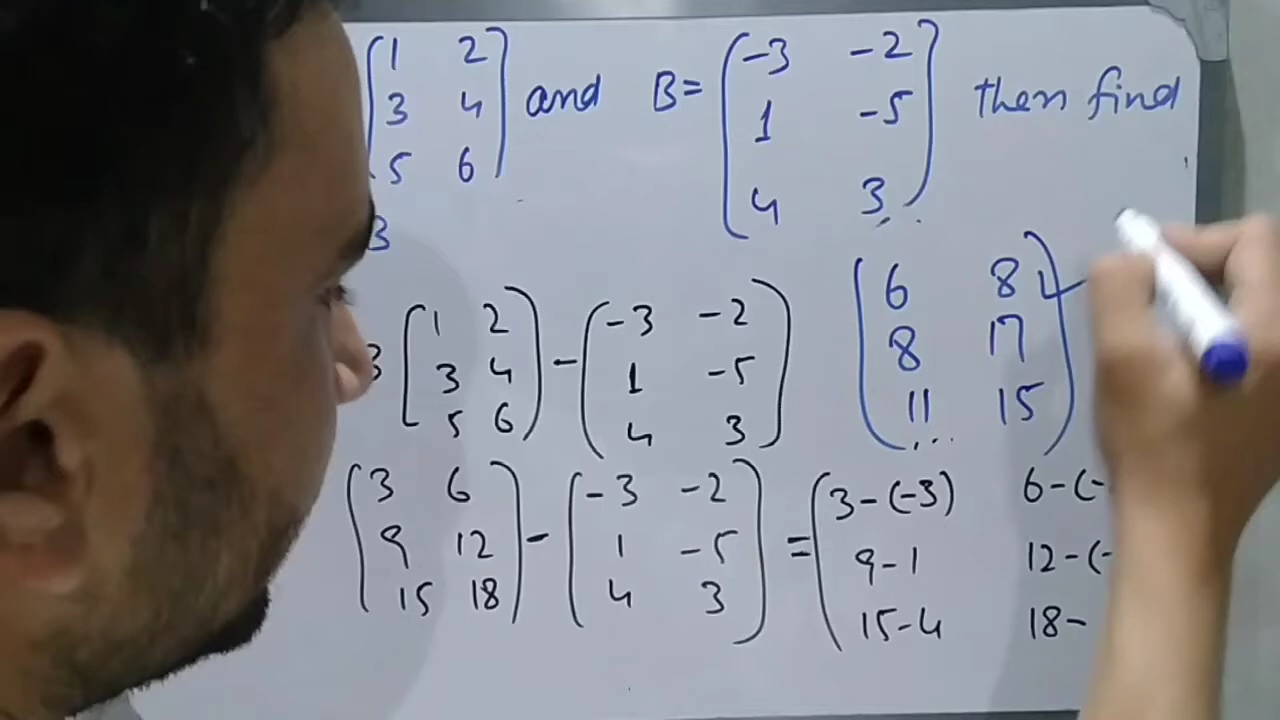 1 2 and B= -3 -2 then find
3 4 1 -5
5 6 4 3
3
6 8
8 17
11 15
3 1 2 - -3 -2
3 4 1 -5
5 6 4 3
3 6 - -3 -2 = 3-(-3) 6-(-
9 12 1 -5 9-1 12-(-
15 18 4 3 15-4 18-